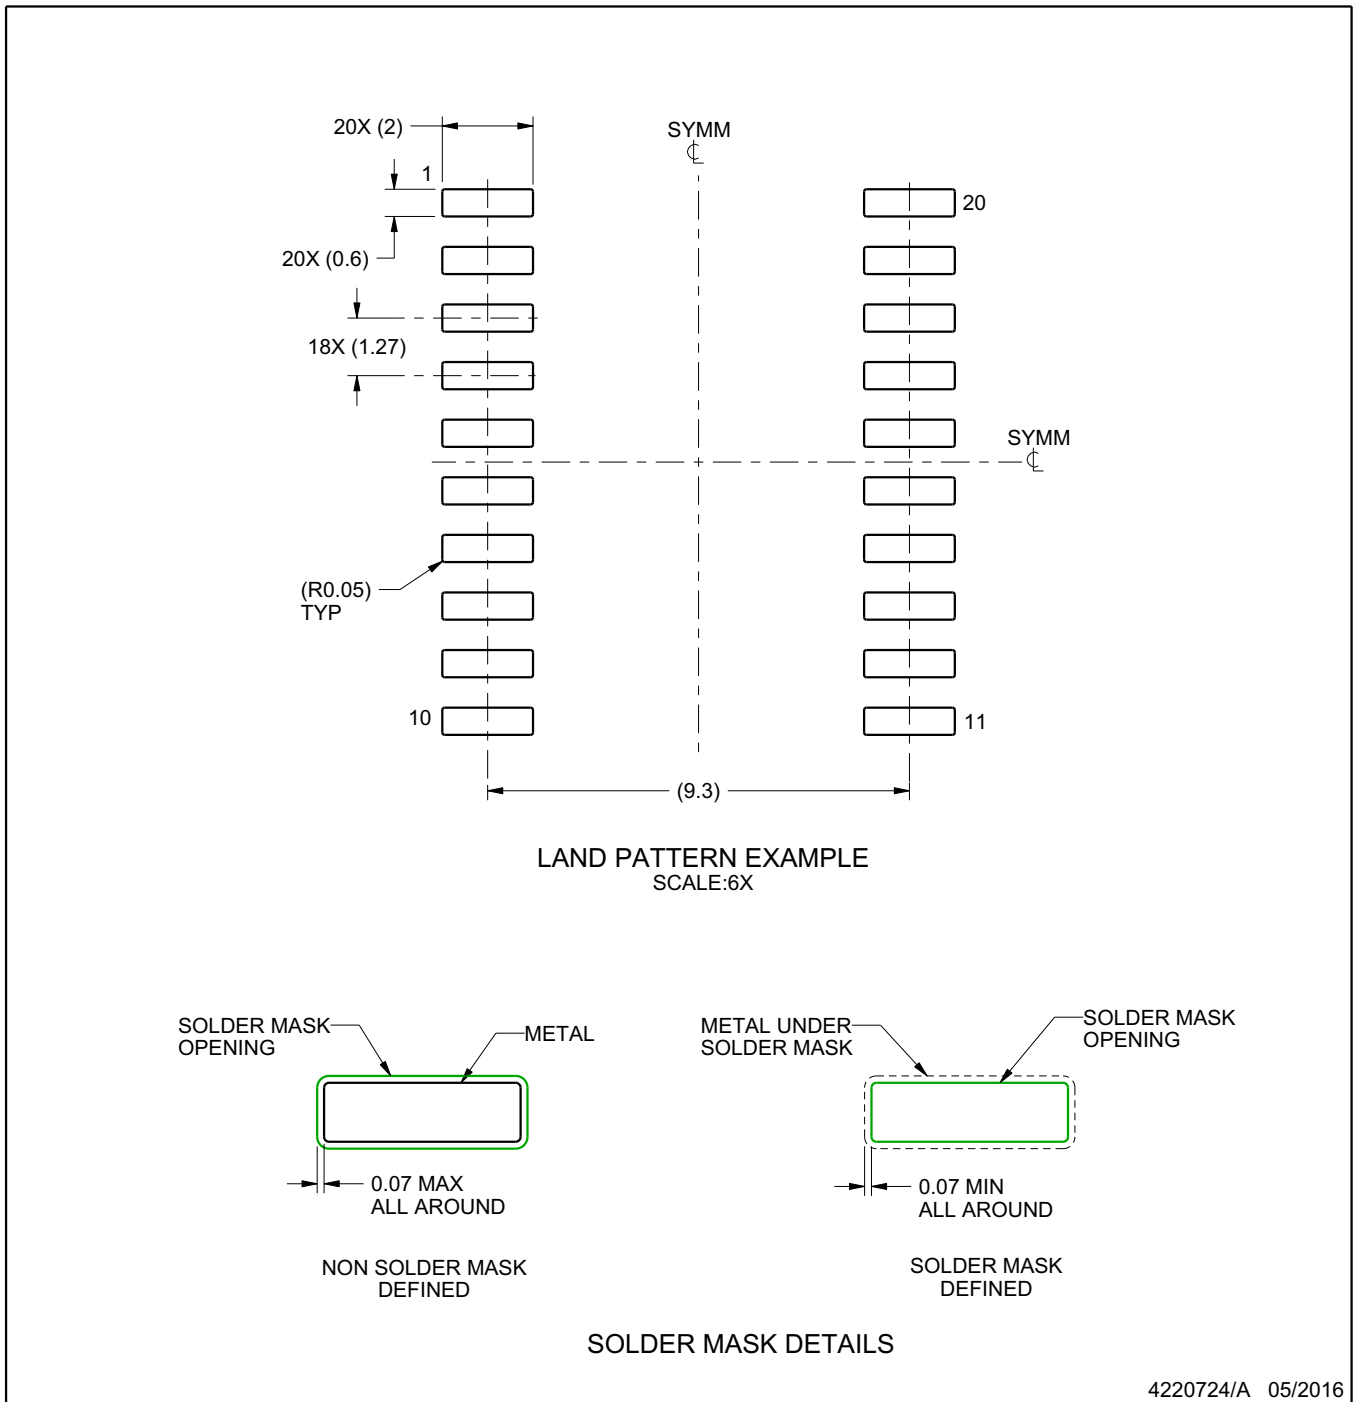 20X (2)
SYMM
1
20
20X (0.6)
18X (1.27)
SYMM
(R0.05)
TYP
10
11
(9.3)
LAND PATTERN EXAMPLE
SCALE:6X
SOLDER MASK
OPENING
METAL
0.07 MAX
ALL AROUND
NON SOLDER MASK
DEFINED
METAL UNDER
SOLDER MASK
SOLDER MASK
OPENING
0.07 MIN
ALL AROUND
SOLDER MASK
DEFINED
SOLDER MASK DETAILS
4220724/A 05/2016